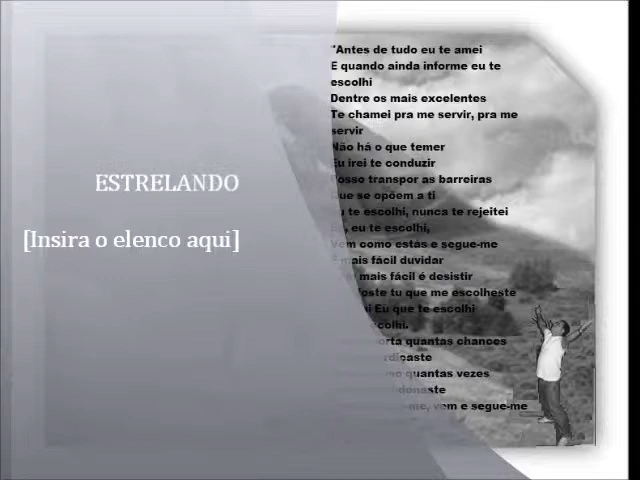 ESTRELANDO
[Insira o elenco aqui]
"Antes de tudo eu te amei
E quando ainda informe eu te
escolhi
Dentre os mais excelentes
Te chamei pra me servir, pra me
servir
Não há o que temer
Eu irei te conduzir
Posso transpor as barreiras
Que se opõem a ti
te escolhi, nunca te rejeitei
eu te escolhi,
Vem como estás e segue-me
É mais fácil duvidar
mais fácil é desistir
foste tu que me escolheste
Eu que te escolhi
quantas chances
quantas vezes
vem e segue-me